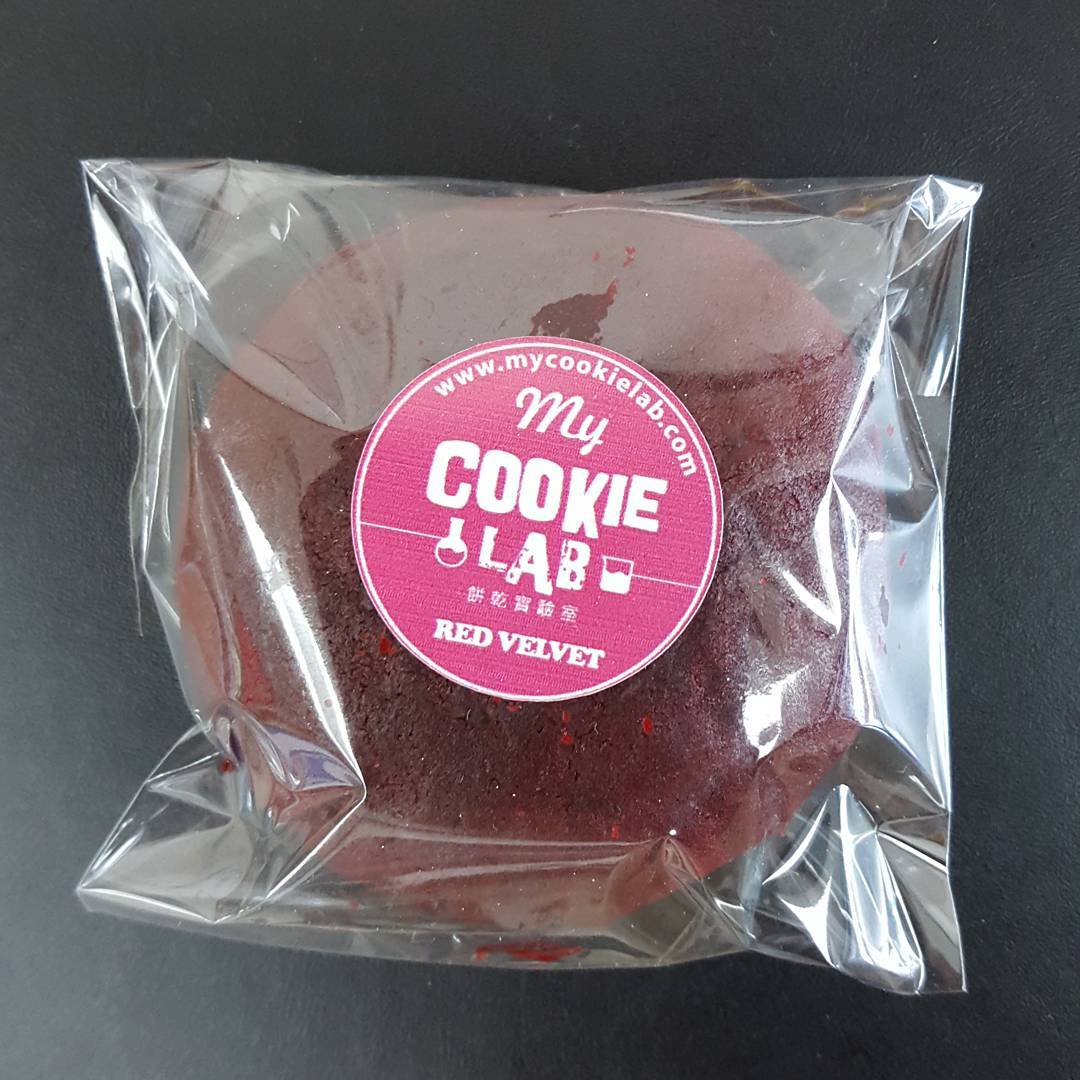 www.mycookielab.com
My
COOKIE
LAB
餅乾實驗室
RED VELVET